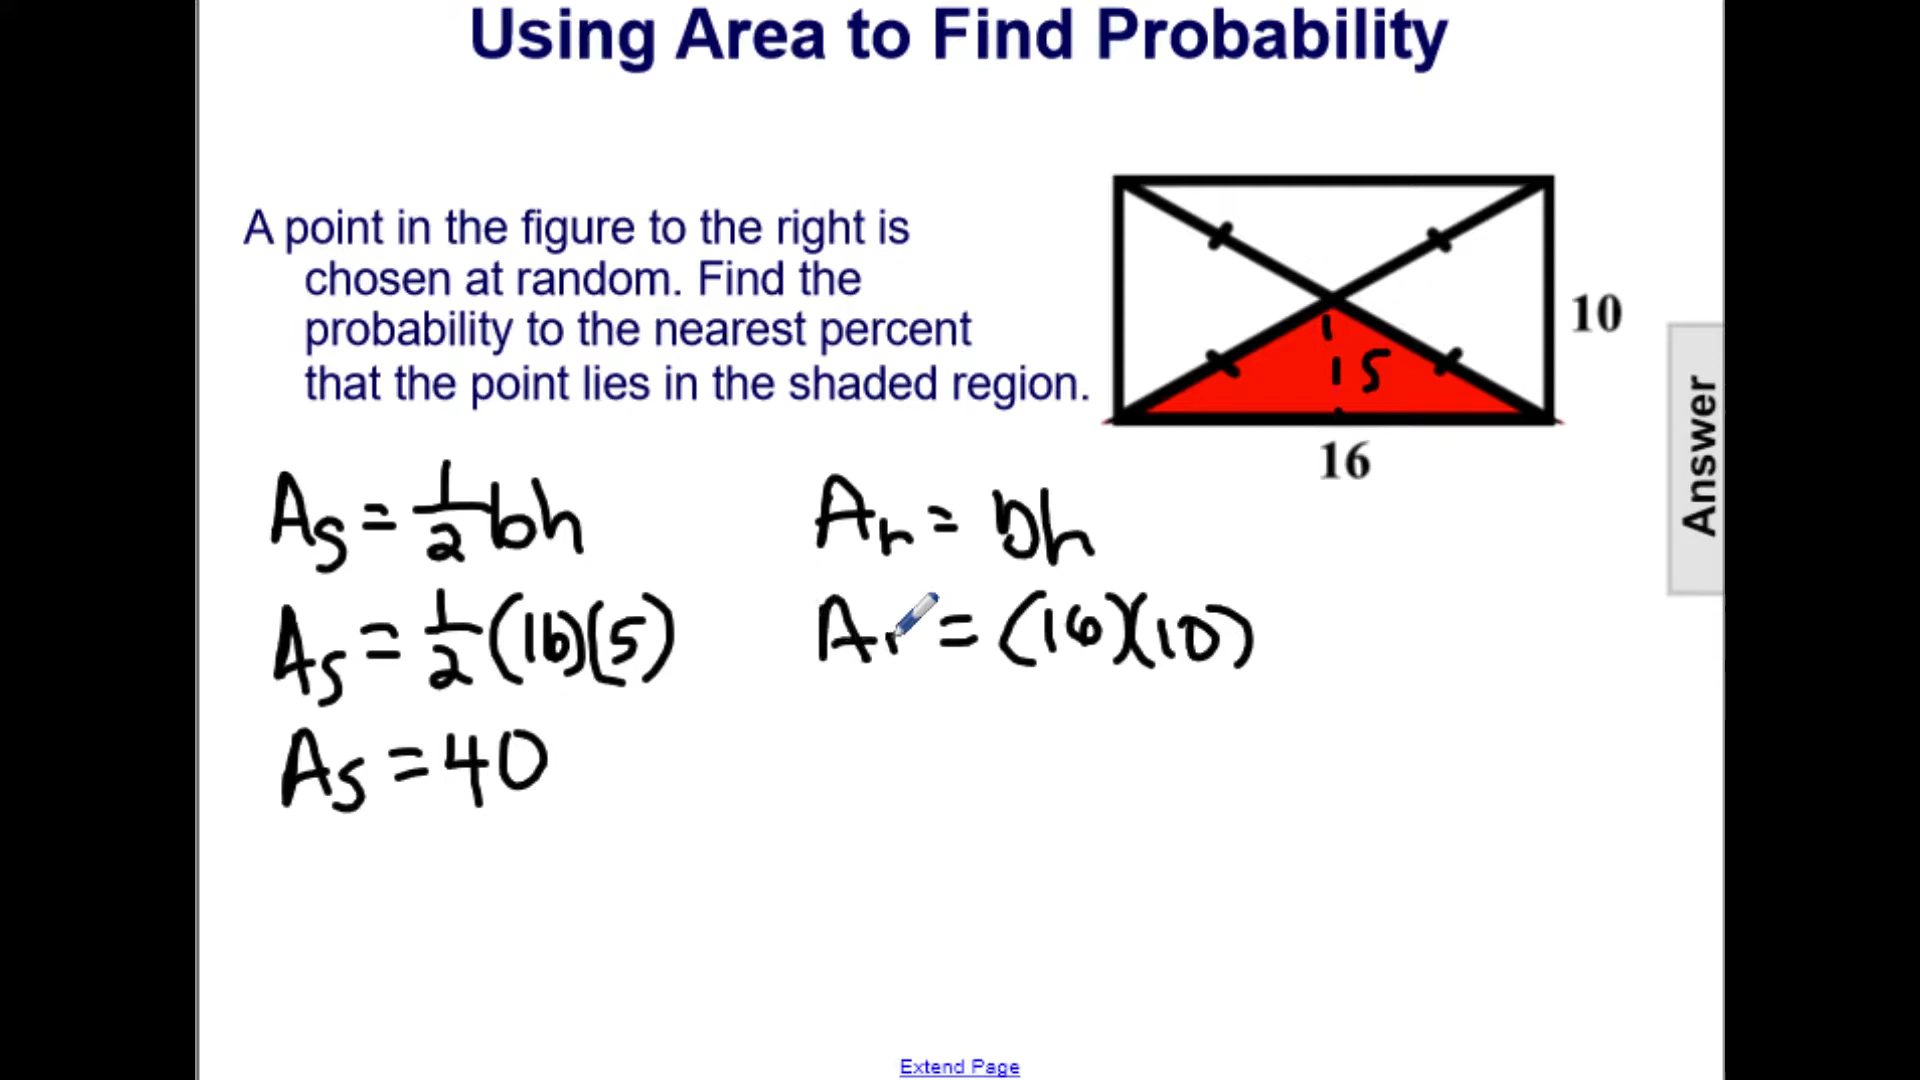 Using Area to Find Probability
A point in the figure to the right is
chosen at random. Find the
probability to the nearest percent
that the point lies in the shaded region.
10
5
16
Answer
As = 1/2 bh
Ar = bh
As = 1/2 (16)(5)
Ar = (16)(10)
As = 40
Extend Page